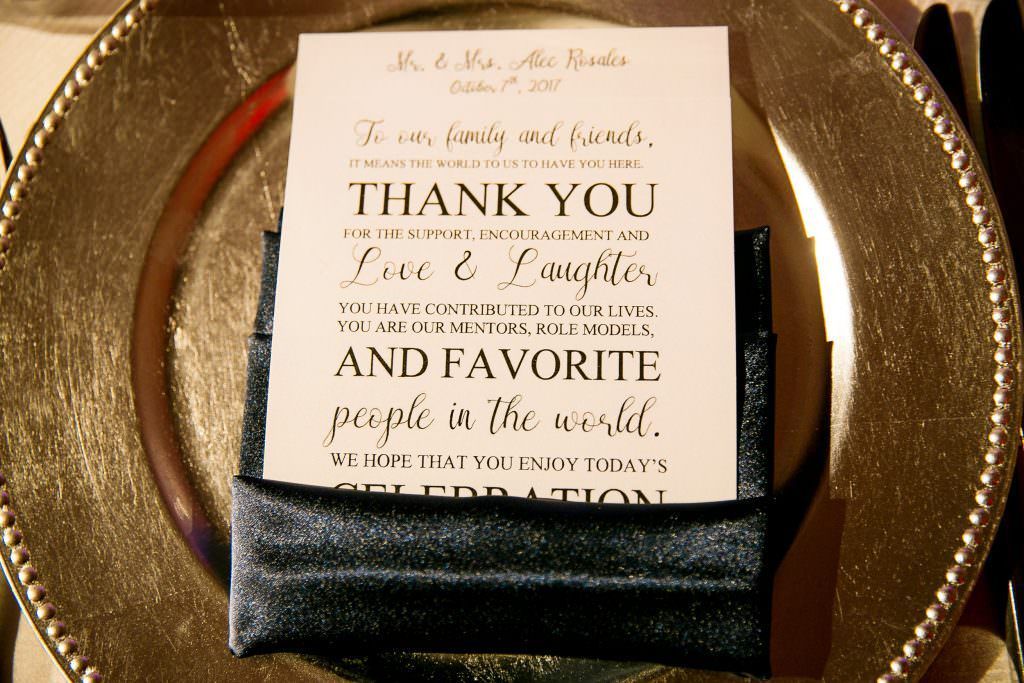 Mr. & Mrs. Alec Rosales
October 7th, 2017
To our family and friends,
IT MEANS THE WORLD TO US TO HAVE YOU HERE.
THANK YOU
FOR THE SUPPORT, ENCOURAGEMENT AND
Love & Laughter
YOU HAVE CONTRIBUTED TO OUR LIVES.
YOU ARE OUR MENTORS, ROLE MODELS,
AND FAVORITE
people in the world.
WE HOPE THAT YOU ENJOY TODAY'S
CELEBRATION